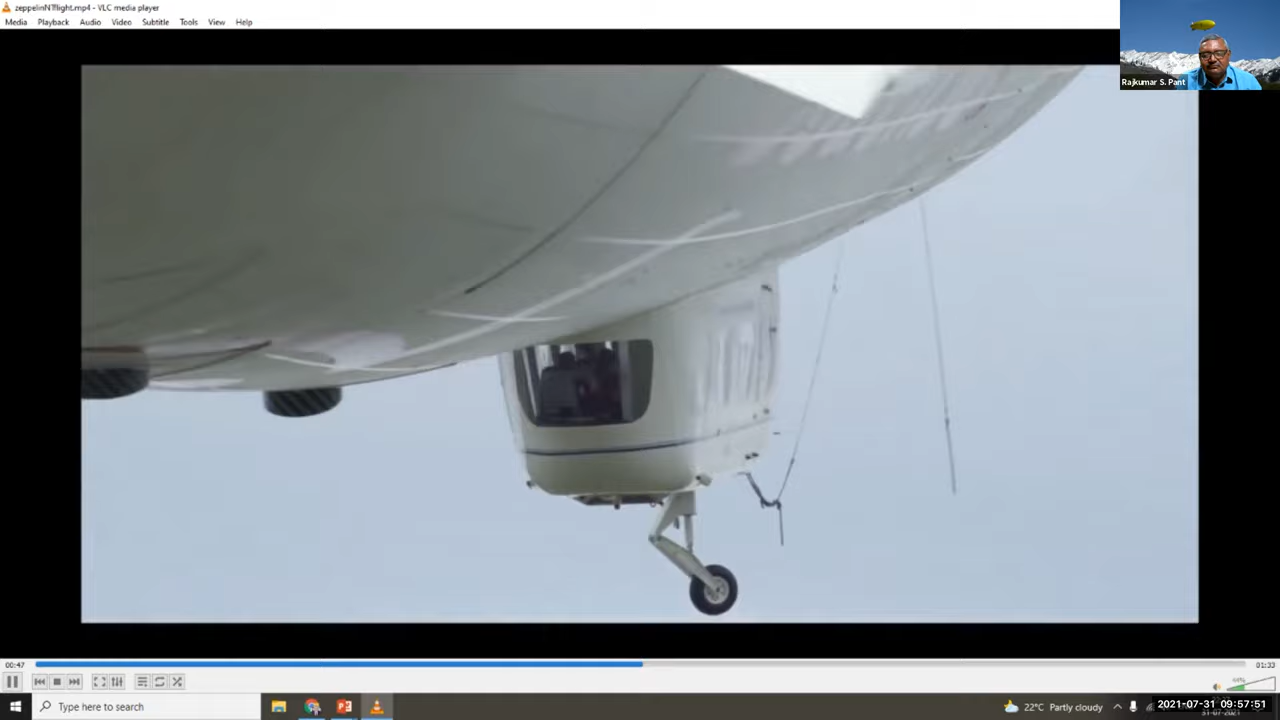 zeppelinNTflight.mp4 - VLC media player
Media Playback Audio Video Subtitle Tools View Help
Rajkumar S. Pant
00:47
01:33
44%
Type here to search
22°C Partly cloudy
2021-07-31 09:57:51